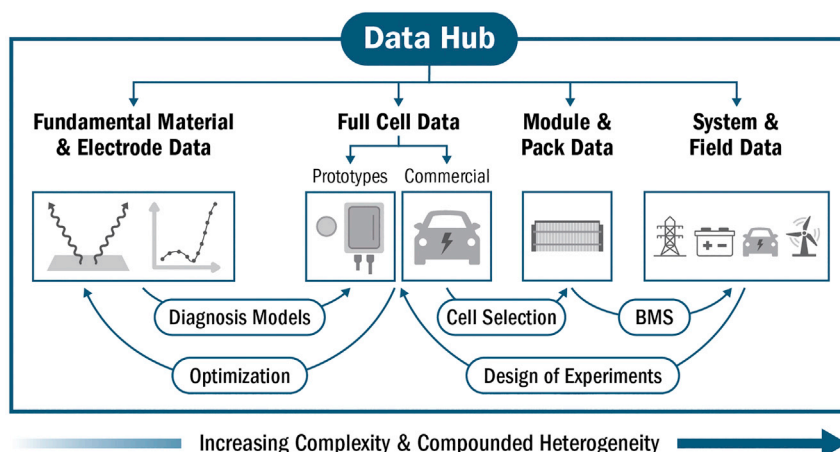 Data Hub
Fundamental Material
& Electrode Data
Full Cell Data
Prototypes
Commercial
Module &
Pack Data
System &
Field Data
Diagnosis Models
Cell Selection
BMS
Optimization
Design of Experiments
Increasing Complexity & Compounded Heterogeneity